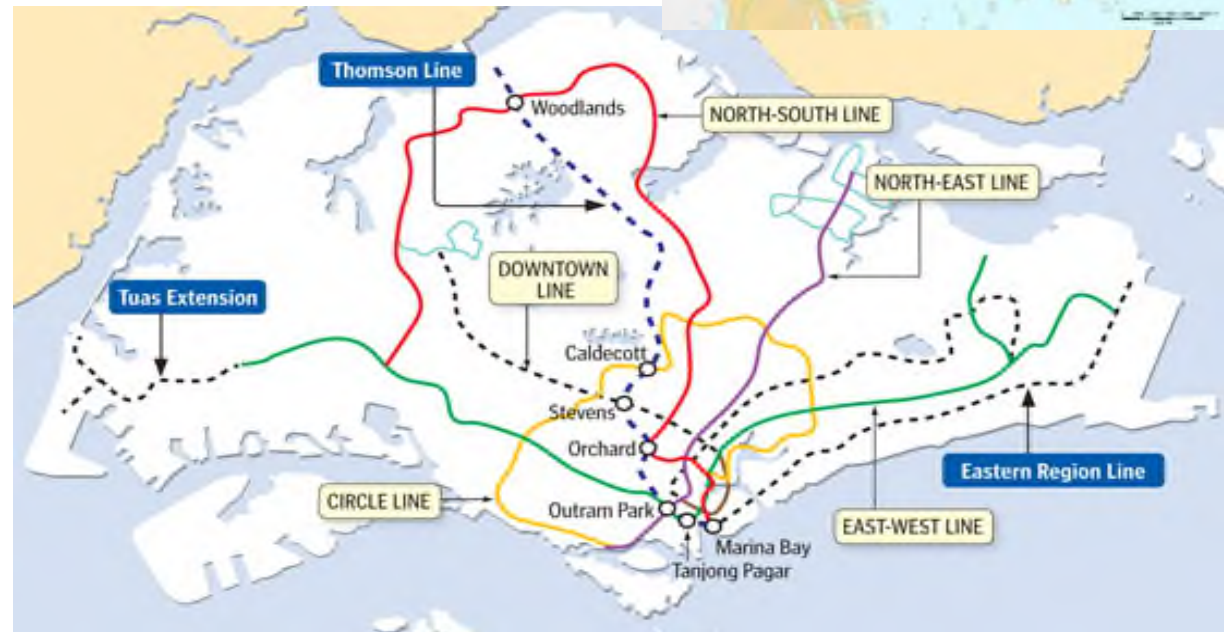 Thomson Line
Woodlands
NORTH-SOUTH LINE
NORTH-EAST LINE
DOWNTOWN
LINE
Tuas Extension
Caldecott
Stevens
Orchard
Eastern Region Line
CIRCLE LINE
Outram Park
EAST-WEST LINE
Marina Bay
Tanjong Pagar